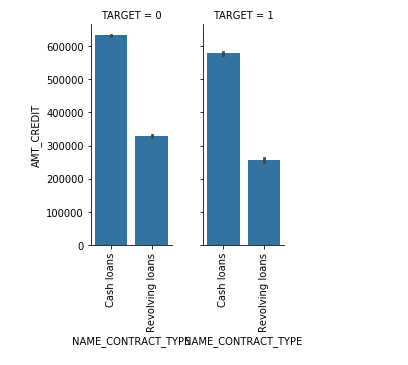 TARGET = 0
TARGET = 1
AMT_CREDIT
600000
500000
400000
300000
200000
100000
0
Cash loans
Revolving loans
Cash loans
Revolving loans
NAME_CONTRACT_TYPE
NAME_CONTRACT_TYPE